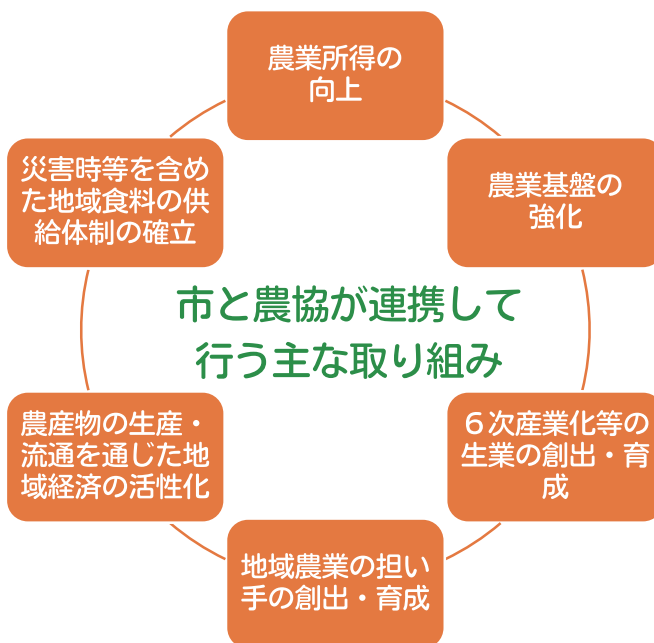 農業所得の
向上
農業基盤の
強化
６次産業化等の
生業の創出・育
成
地域農業の担い
手の創出・育成
農産物の生産・
流通を通じた地
域経済の活性化
災害時等を含め
た地域食料の供
給体制の確立
市と農協が連携して
行う主な取り組み